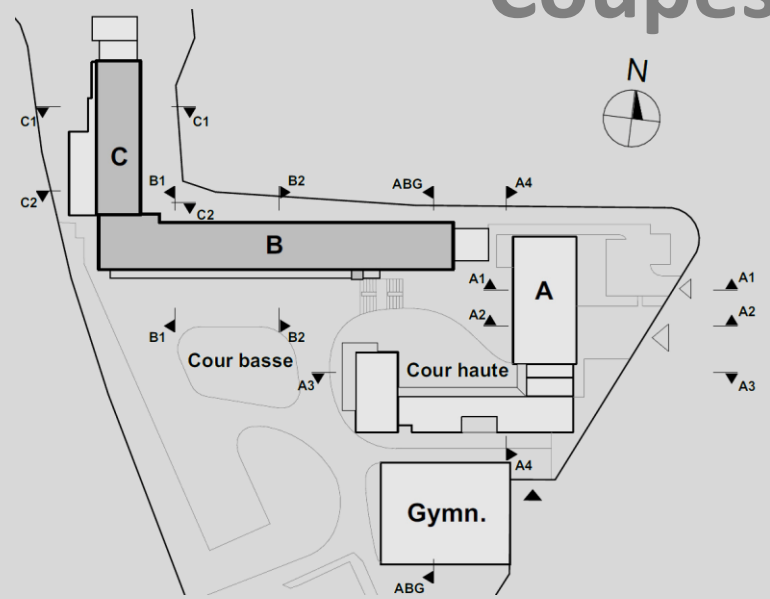 Coupes
N
C1
C1
C
B1
B2
ABG
A4
C2
C2
B
A1
A1
A
A2
A2
B1
B2
Cour basse
A3
Cour haute
A3
A4
Gymn.
ABG